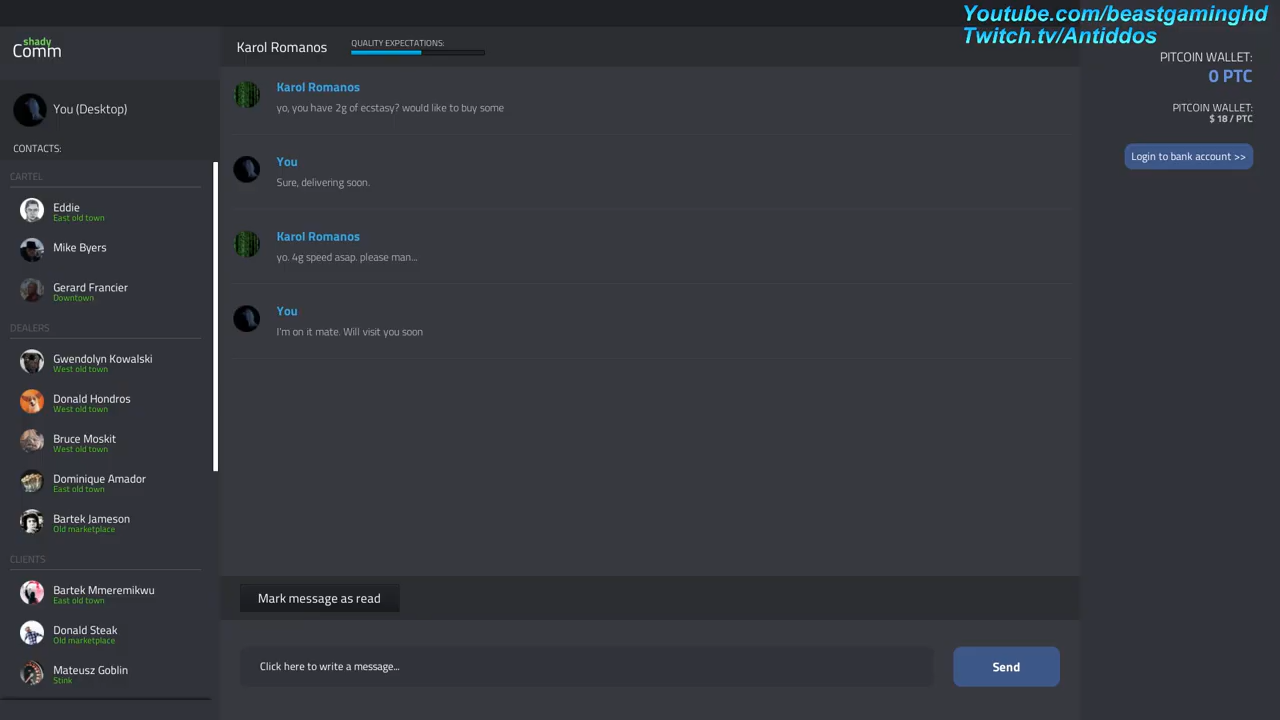 Youtube.com/beastgaminghd
Twitch.tv/Antiddos
shady
Comm
You (Desktop)
CONTACTS:
CARTEL
Eddie
East old town
Mike Byers
Gerard Francier
Downtown
DEALERS
Gwendolyn Kowalski
West old town
Donald Hondros
West old town
Bruce Moskit
West old town
Dominique Amador
East old town
Bartek Jameson
Old marketplace
CLIENTS
Bartek Mmeremikwu
East old town
Donald Steak
Old marketplace
Mateusz Goblin
Stink
Karol Romanos
QUALITY EXPECTATIONS:
Karol Romanos
yo, you have 2g of ecstasy? would like to buy some
You
Sure, delivering soon.
Karol Romanos
yo. 4g speed asap. please man...
You
I'm on it mate. Will visit you soon
Mark message as read
Click here to write a message...
Send
PITCOIN WALLET:
0 PTC
PITCOIN WALLET:
$ 18 / PTC
Login to bank account >>